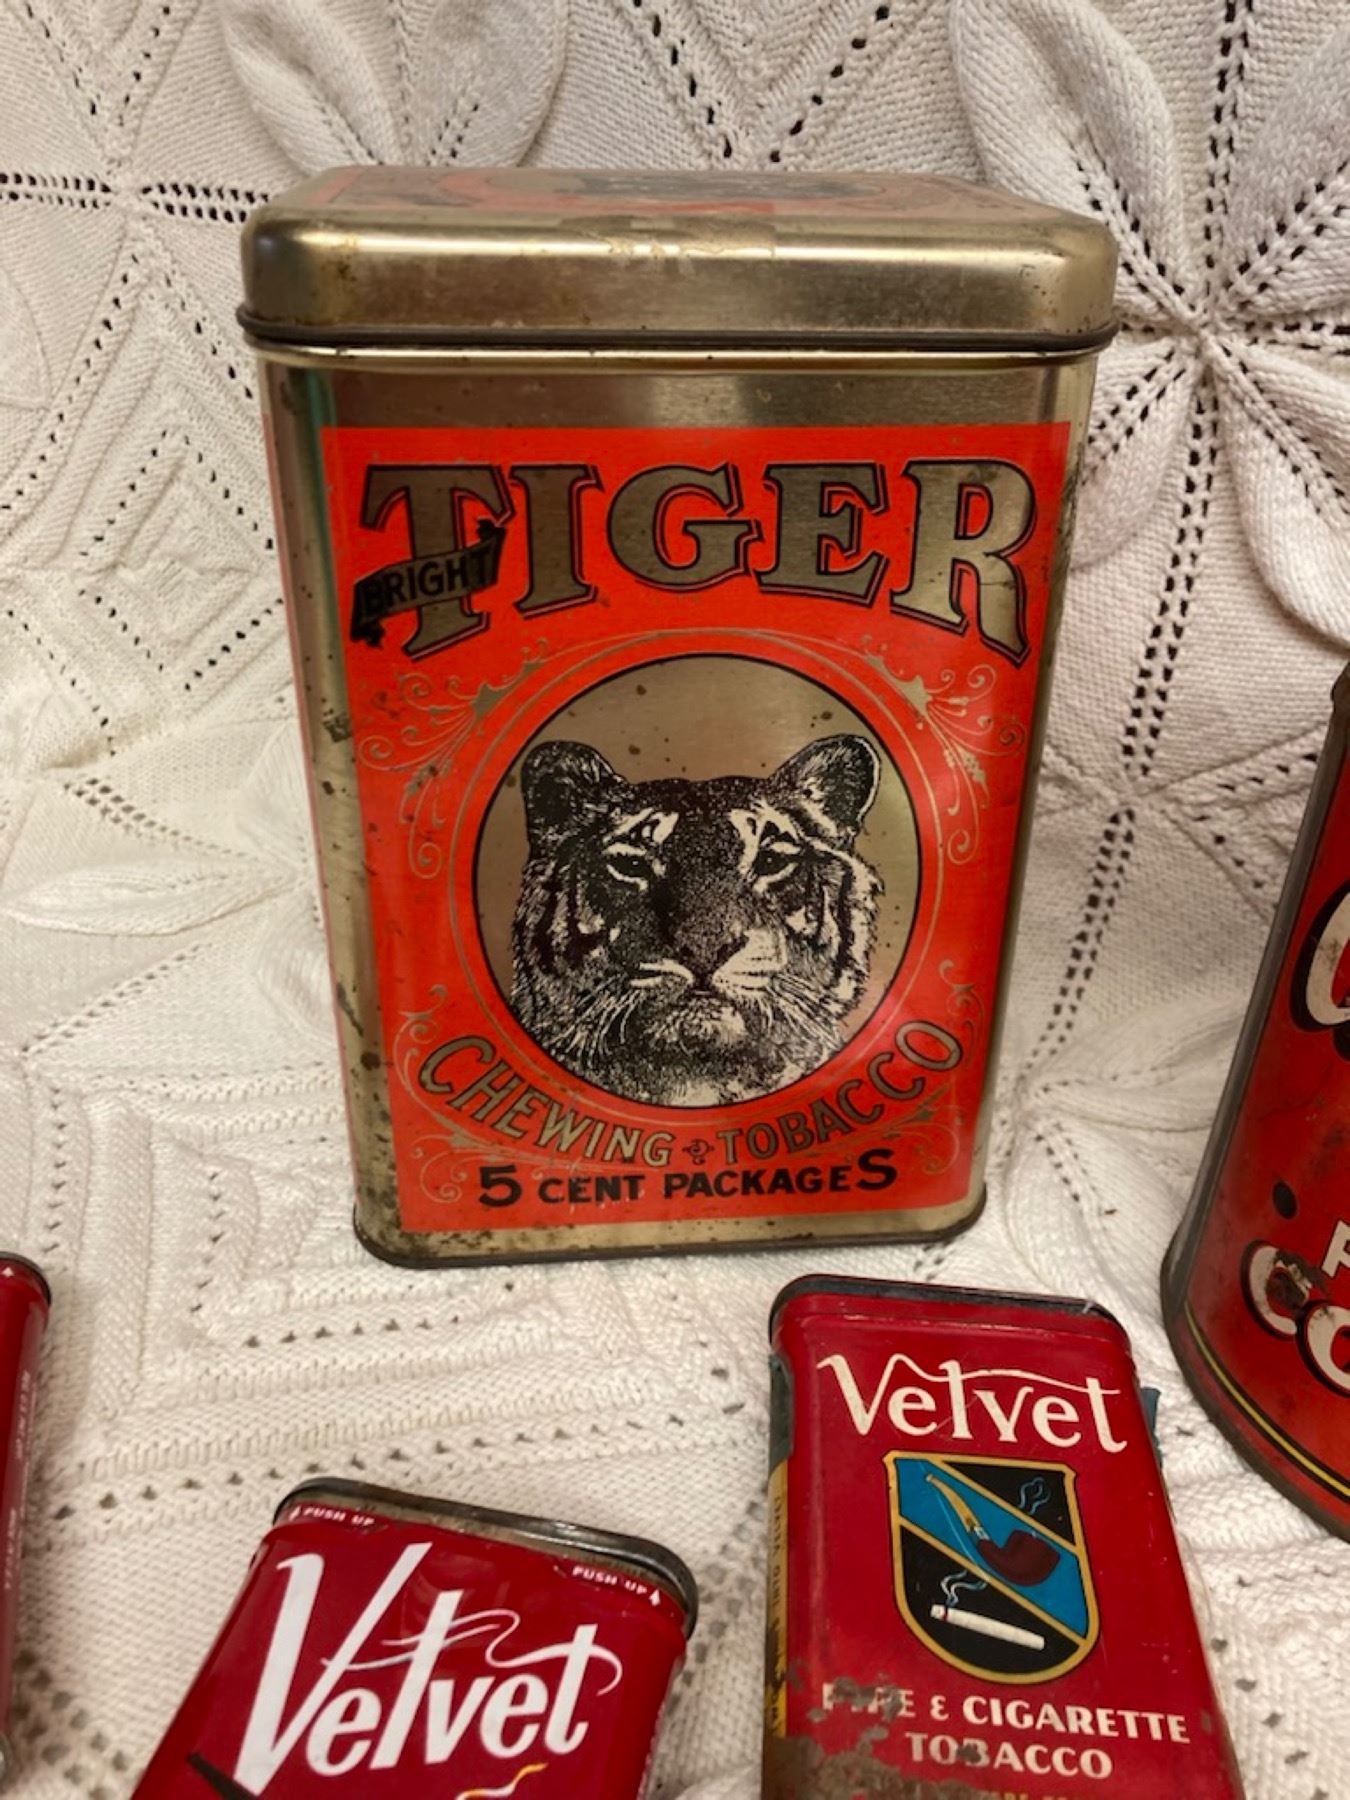 TIGER
BRIGHT
CHEWING TOBACCO
5 CENT PACKAGES
Velvet
PIPE & CIGARETTE
TOBACCO
PUSH UP
PUSH UP
Velvet